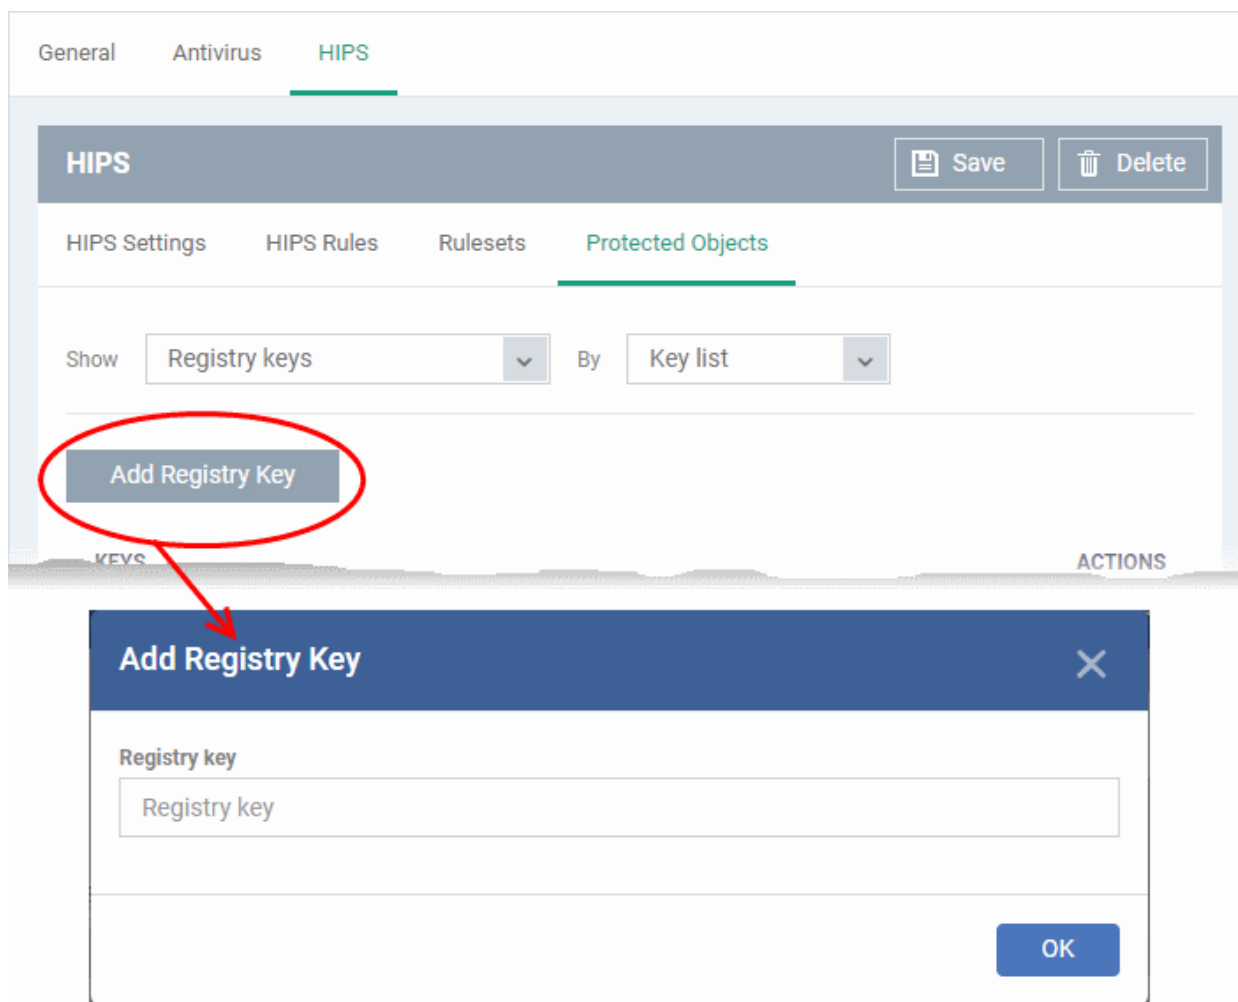 General Antivirus HIPS
HIPS Save Delete
HIPS Settings HIPS Rules Rulesets Protected Objects
Show Registry keys By Key list
Add Registry Key
KEYS ACTIONS
Add Registry Key
Registry key
Registry key
OK